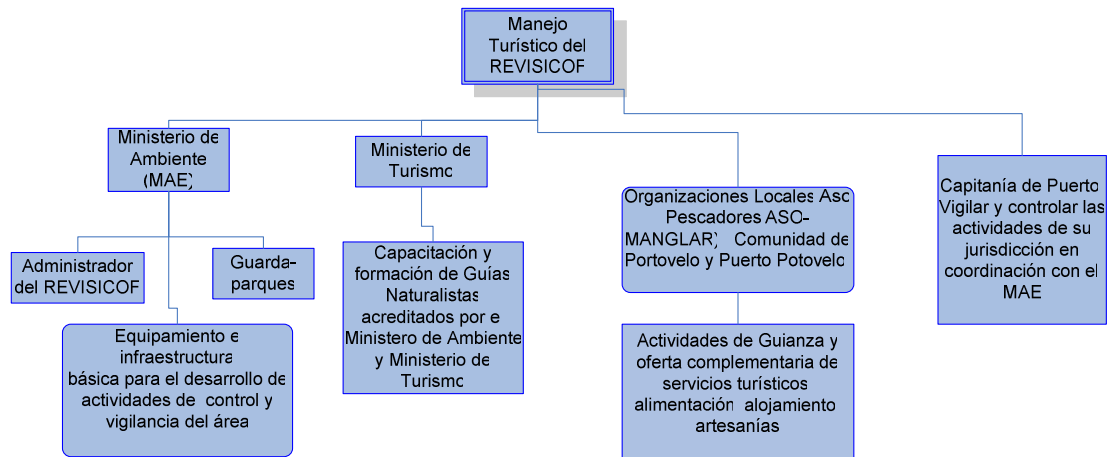 Manejo
Turístico del
REVISICOF
Ministerio de
Ambiente
(MAE)
Administrador
del REVISICOF
Guarda-
parques
Equipamiento e
infraestructura
básica para el desarrollo de
actividades de control y
vigilancia del área
Ministerio de
Turismo
Capacitación y
formación de Guías
Naturalistas
acreditados por e
Ministero de Ambiente
y Ministerio de
Turismo
Organizaciones Locales Aso
Pescadores ASO-
MANGLAR) Comunidad de
Portovelo y Puerto Potovelo
Actividades de Guianza y
oferta complementaria de
servicios turísticos
alimentación alojamiento
artesanías
Capitanía de Puerto
Vigilar y controlar las
actividades de su
jurisdicción en
coordinación con el
MAE